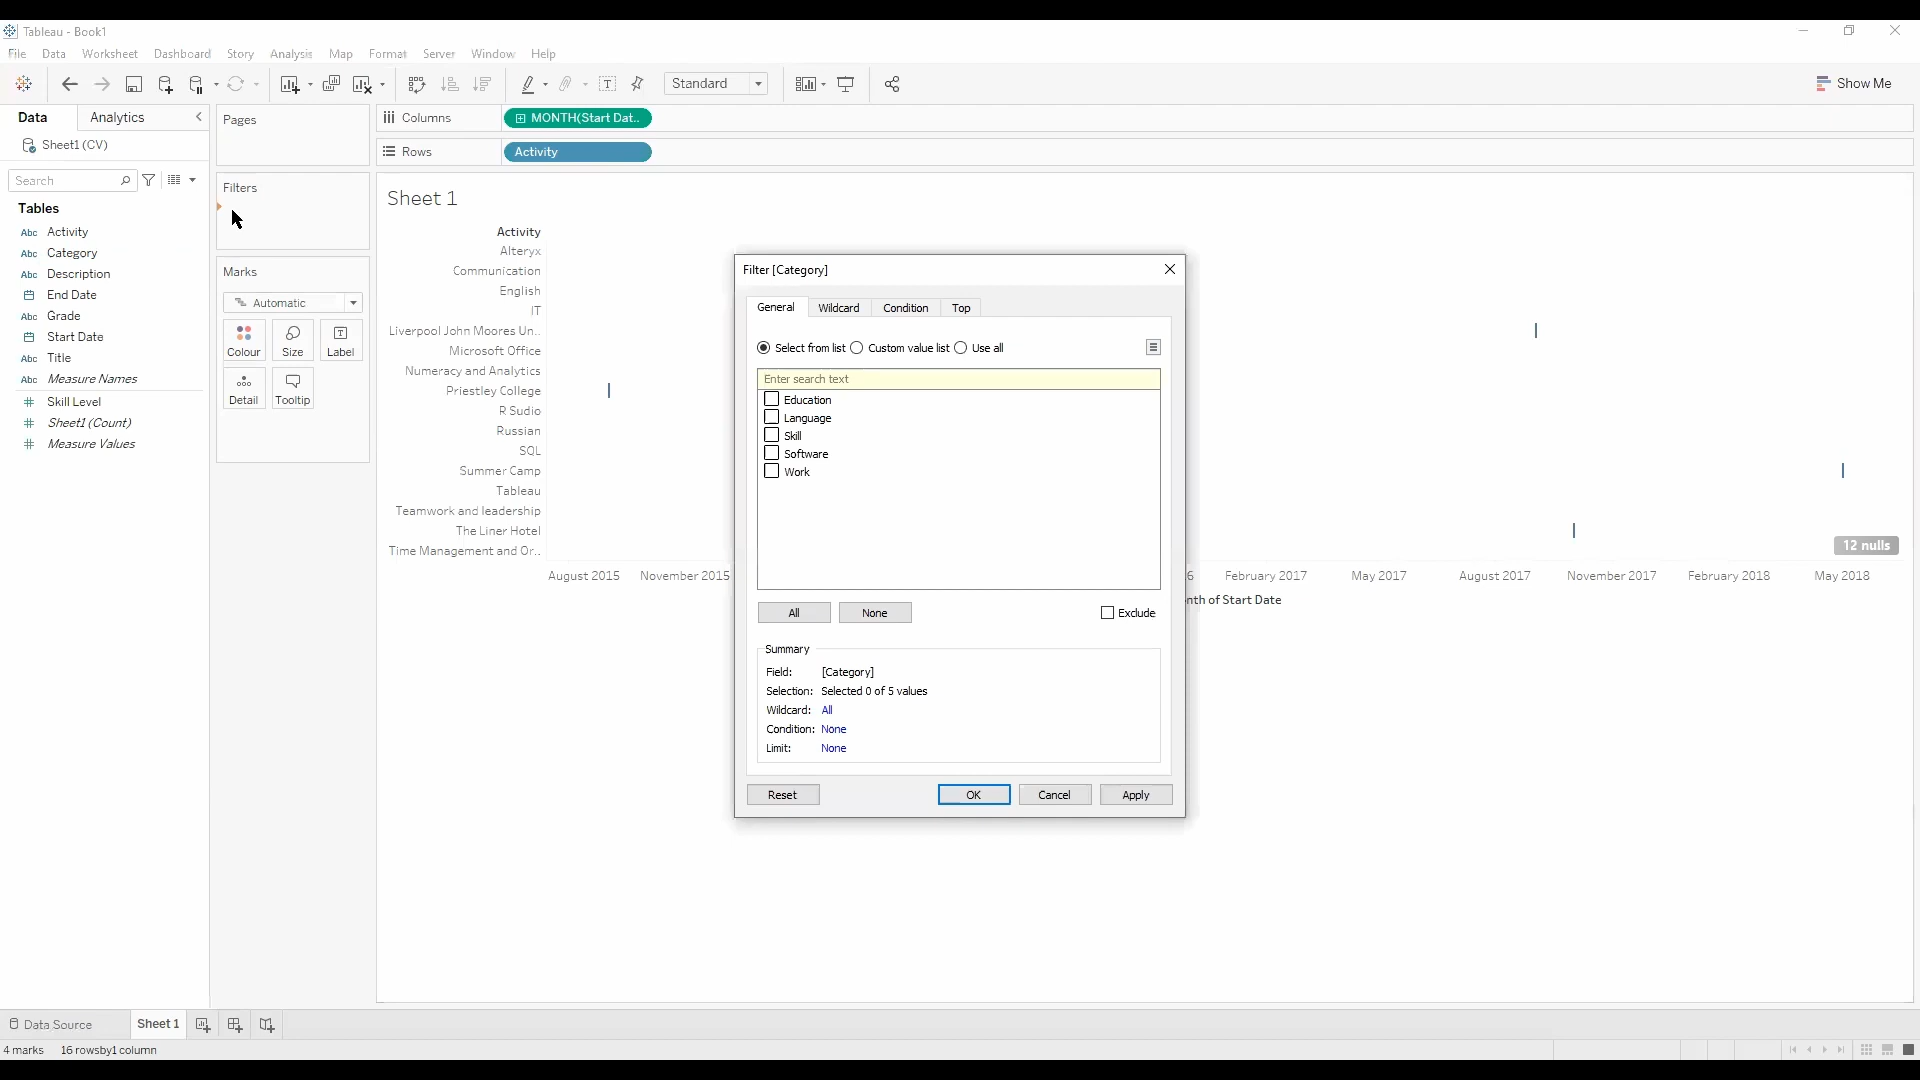 Tableau - Book1
File Data Worksheet Dashboard Story Analysis Map Format Server Window Help
Standard
Show Me
Data Analytics
Sheet1 (CV)
Search
Tables
Abc Activity
Abc Category
Abc Description
End Date
Abc Grade
Start Date
Abc Title
Abc Measure Names
# Skill Level
# Sheet1 (Count)
# Measure Values
Pages
Filters
Marks
Automatic
Colour Size Label
Detail Tooltip
Columns MONTH(Start Dat..
Rows Activity
Sheet 1
Activity
Alteryx
Communication
English
IT
Liverpool John Moores Un..
Microsoft Office
Numeracy and Analytics
Priestley College
R Sudio
Russian
SQL
Summer Camp
Tableau
Teamwork and leadership
The Liner Hotel
Time Management and Or..
12 nulls
August 2015 November 2015 6 February 2017 May 2017 August 2017 November 2017 February 2018 May 2018
nth of Start Date
Filter [Category]
General Wildcard Condition Top
Select from list Custom value list Use all
Enter search text
Education
Language
Skill
Software
Work
All None Exclude
Summary
Field: [Category]
Selection: Selected 0 of 5 values
Wildcard: All
Condition: None
Limit: None
Reset OK Cancel Apply
Data Source Sheet 1
4 marks 16 rowsby1 column